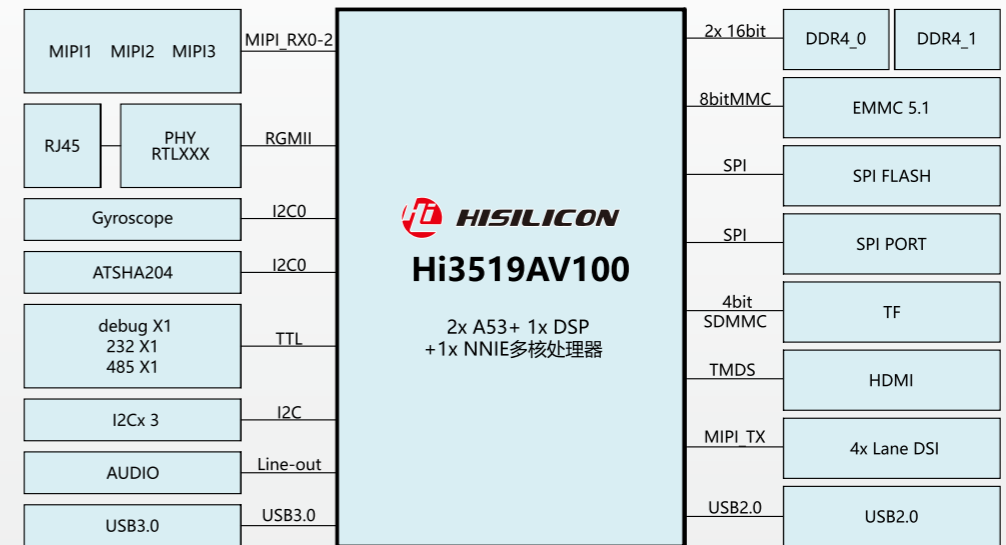 MIPI1 MIPI2 MIPI3
MIPI_RX0-2
RJ45
PHY
RTLXXX
RGMII
Gyroscope
I2C0
ATSHA204
I2C0
debug X1
232 X1
485 X1
TTL
I2Cx 3
I2C
AUDIO
Line-out
USB3.0
USB3.0
Hi HISILICON
Hi3519AV100
2x A53+ 1x DSP
+1x NNIE多核处理器
2x 16bit
DDR4_0
DDR4_1
8bitMMC
EMMC 5.1
SPI
SPI FLASH
SPI
SPI PORT
4bit
SDMMC
TF
TMDS
HDMI
MIPI_TX
4x Lane DSI
USB2.0
USB2.0